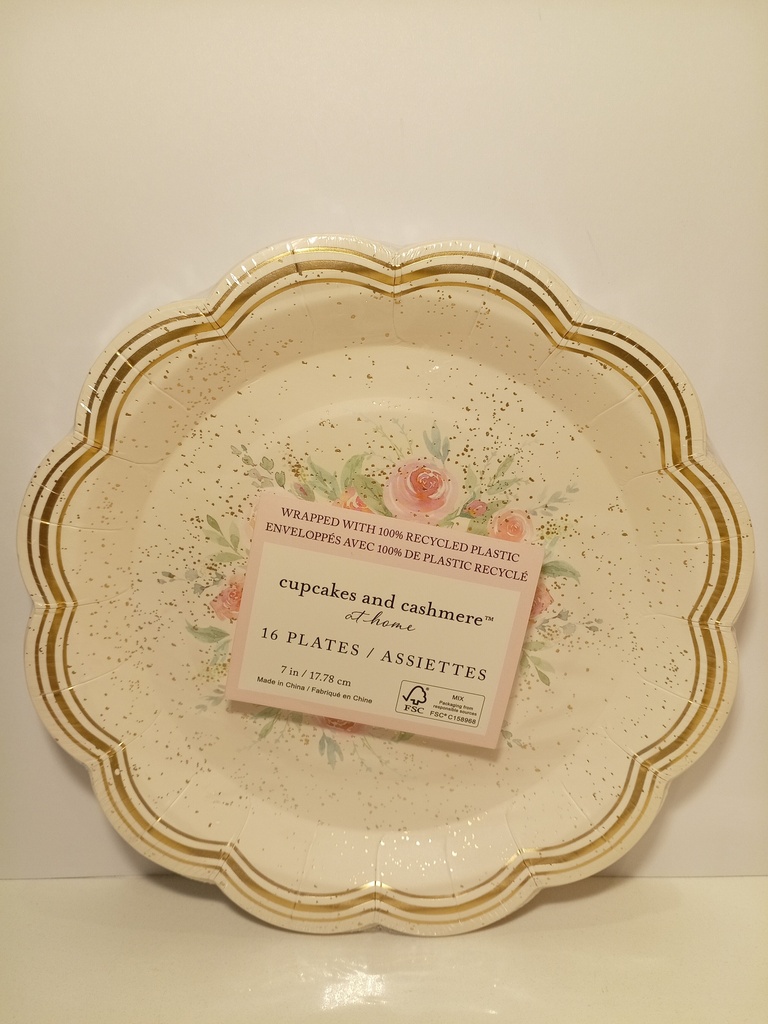 WRAPPED WITH 100% RECYCLED PLASTIC
ENVELOPPÉS AVEC 100% DE PLASTIC RECYCLÉ
cupcakes and cashmere™
at home
16 PLATES / ASSIETTES
7 in / 17.78 cm
Made in China / Fabriqué en Chine
FSC
MIX
Packaging from
responsible sources
FSC® C158968